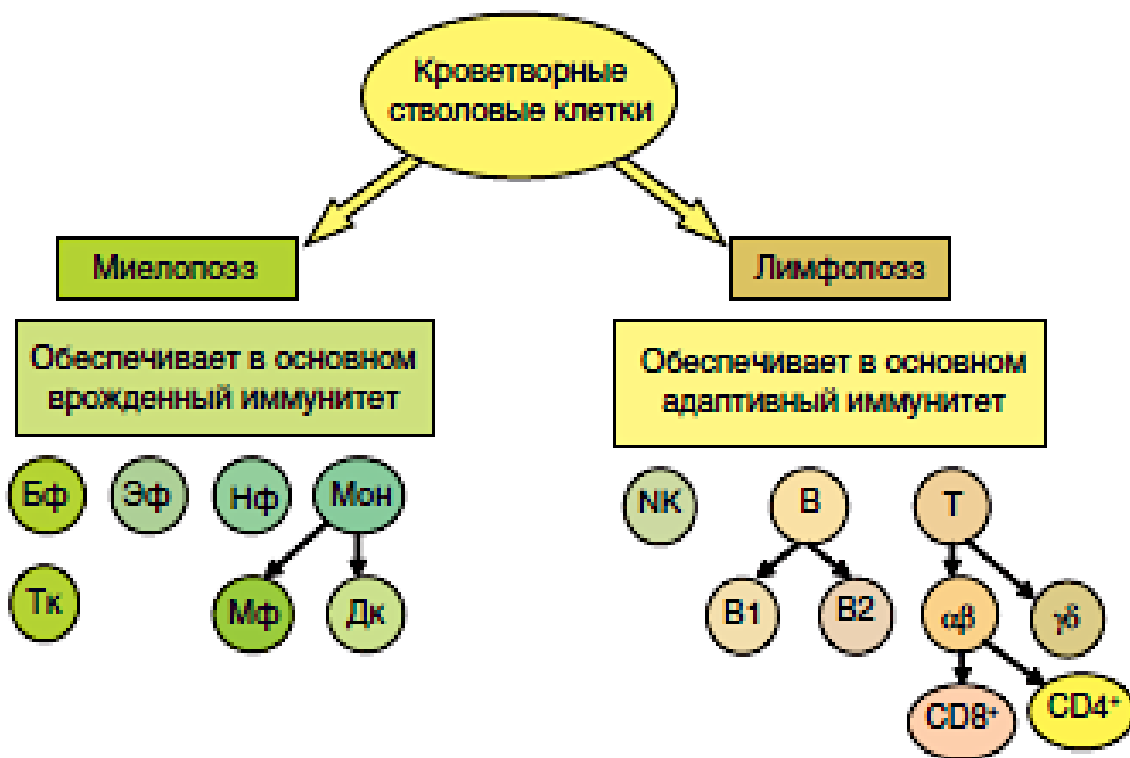 Кроветворные
стволовые клетки
Миелопоэз
Лимфопоэз
Обеспечивает в основном
врожденный иммунитет
Обеспечивает в основном
адаптивный иммунитет
Бф Эф Нф Мон
NK B T
Тк Мф Дк
B1 B2 αβ γδ
CD8⁺ CD4⁺